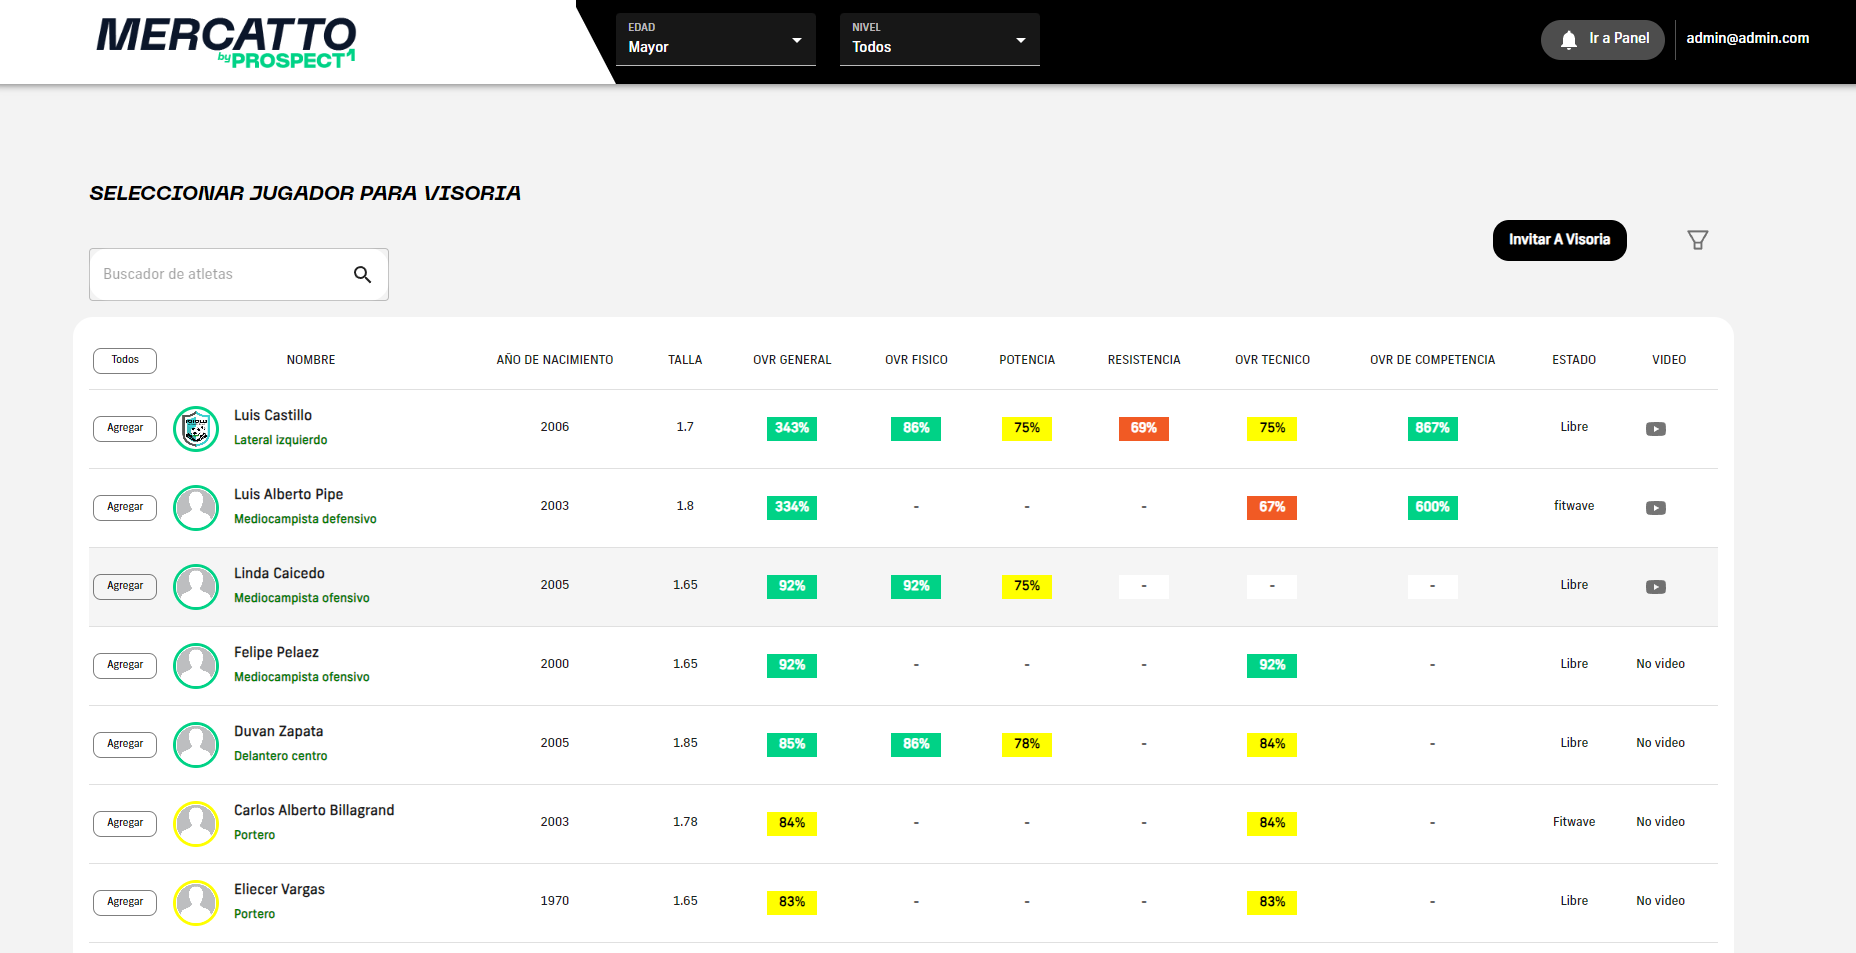 MERCATTO
by PROSPECT1
EDAD
Mayor
NIVEL
Todos
Ir a Panel
admin@admin.com
SELECCIONAR JUGADOR PARA VISORIA
Invitar A Visoria
Buscador de atletas
Todos NOMBRE AÑO DE NACIMIENTO TALLA OVR GENERAL OVR FISICO POTENCIA RESISTENCIA OVR TECNICO OVR DE COMPETENCIA ESTADO VIDEO
Agregar Luis Castillo 2006 1.7 343% 86% 75% 69% 75% 867% Libre
Lateral izquierdo
Agregar Luis Alberto Pipe 2003 1.8 334% - - - 67% 600% fitwave
Mediocampista defensivo
Agregar Linda Caicedo 2005 1.65 92% 92% 75% - - - Libre
Mediocampista ofensivo
Agregar Felipe Pelaez 2000 1.65 92% - - - 92% - Libre No video
Mediocampista ofensivo
Agregar Duvan Zapata 2005 1.85 85% 86% 78% - 84% - Libre No video
Delantero centro
Agregar Carlos Alberto Billagrand 2003 1.78 84% - - - 84% - Fitwave No video
Portero
Agregar Eliecer Vargas 1970 1.65 83% - - - 83% - Libre No video
Portero